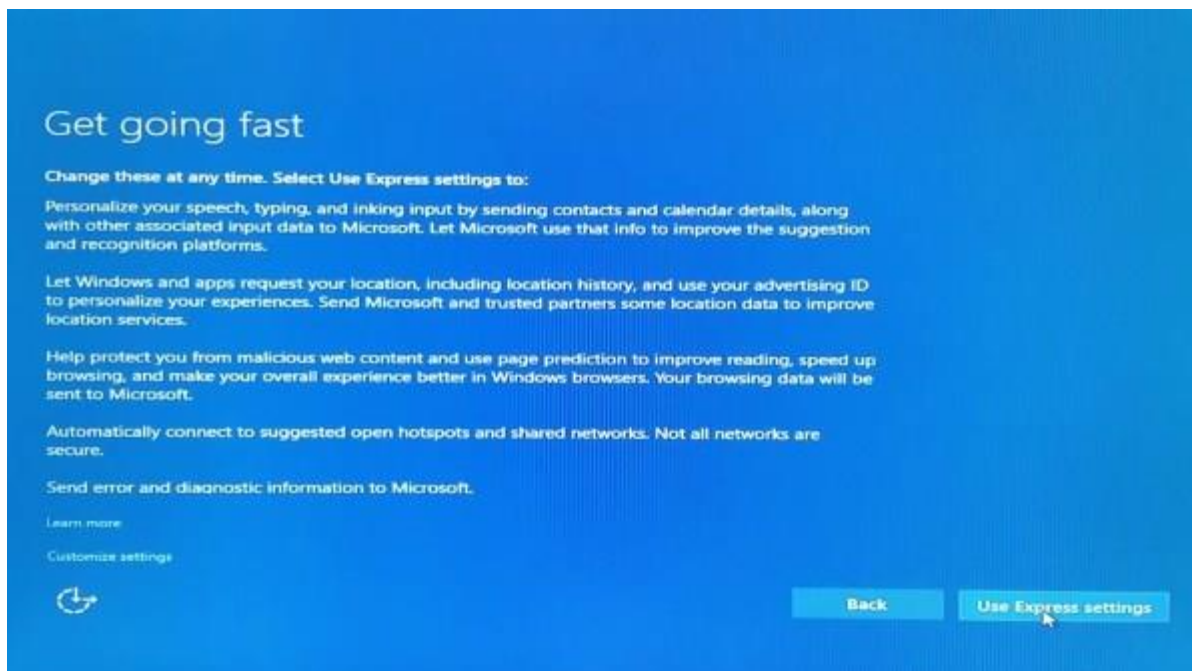 Get going fast
Change these at any time. Select Use Express settings to:
Personalize your speech, typing, and inking input by sending contacts and calendar details, along
with other associated input data to Microsoft. Let Microsoft use that info to improve the suggestion
and recognition platforms.
Let Windows and apps request your location, including location history, and use your advertising ID
to personalize your experiences. Send Microsoft and trusted partners some location data to improve
location services.
Help protect you from malicious web content and use page prediction to improve reading, speed up
browsing, and make your overall experience better in Windows browsers. Your browsing data will be
sent to Microsoft.
Automatically connect to suggested open hotspots and shared networks. Not all networks are
secure.
Send error and diagnostic information to Microsoft.
Learn more
Customize settings
Back
Use Express settings